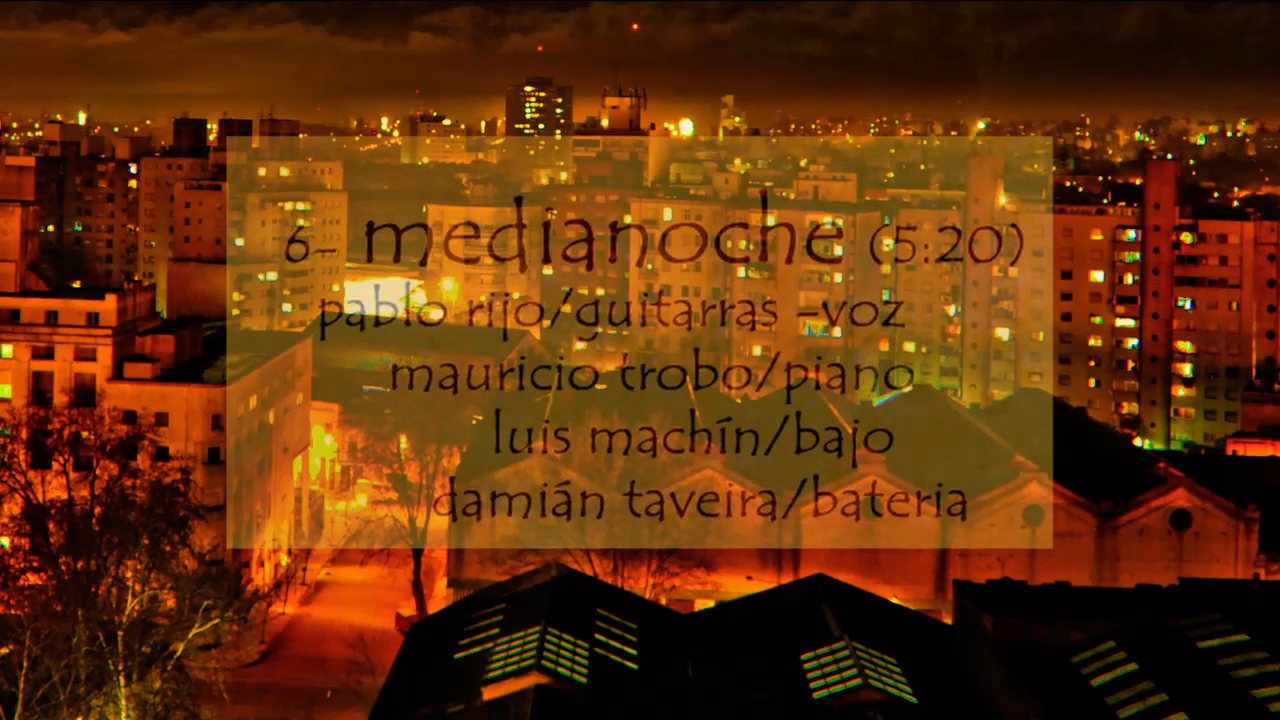 6- medianoche (5:20)
pablo rijo/guitarras -voz
mauricio trobo/piano
luis machín/bajo
damián taveira/bateria